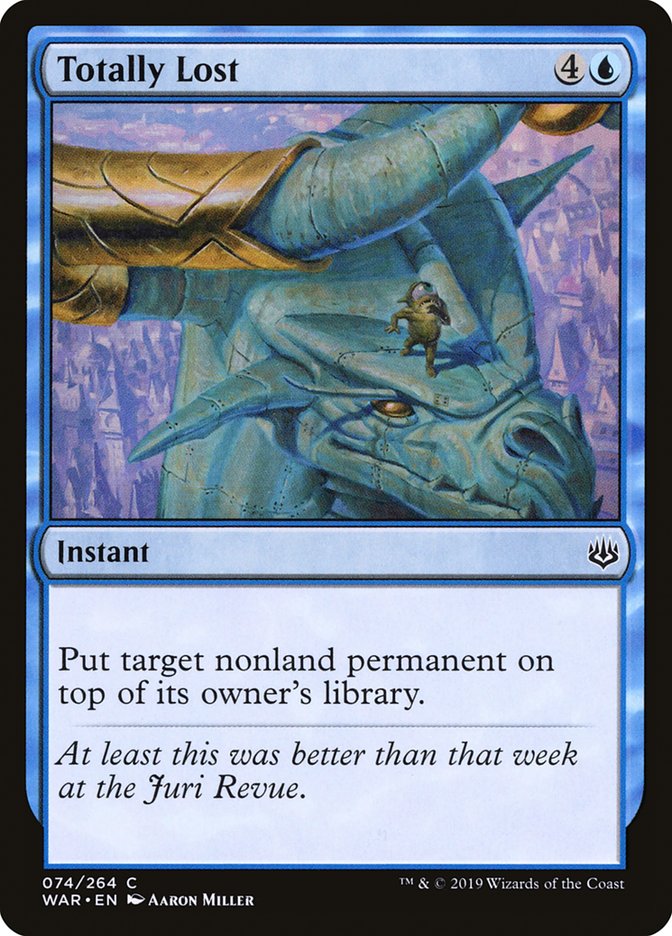 Totally Lost 4
Instant
Put target nonland permanent on
top of its owner's library.
At least this was better than that week
at the Juri Revue.
074/264 C
WAR • EN Aaron Miller
™ & © 2019 Wizards of the Coast